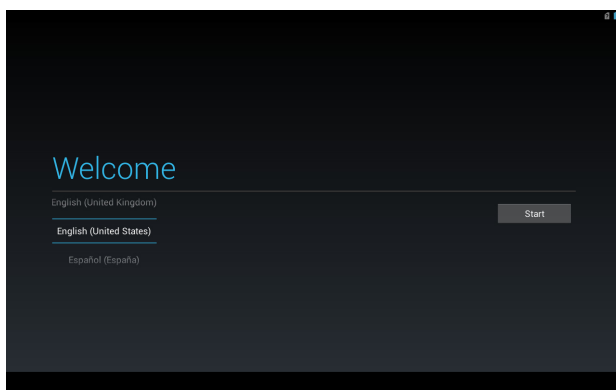 Welcome
English (United Kingdom)
English (United States)
Start
Español (España)